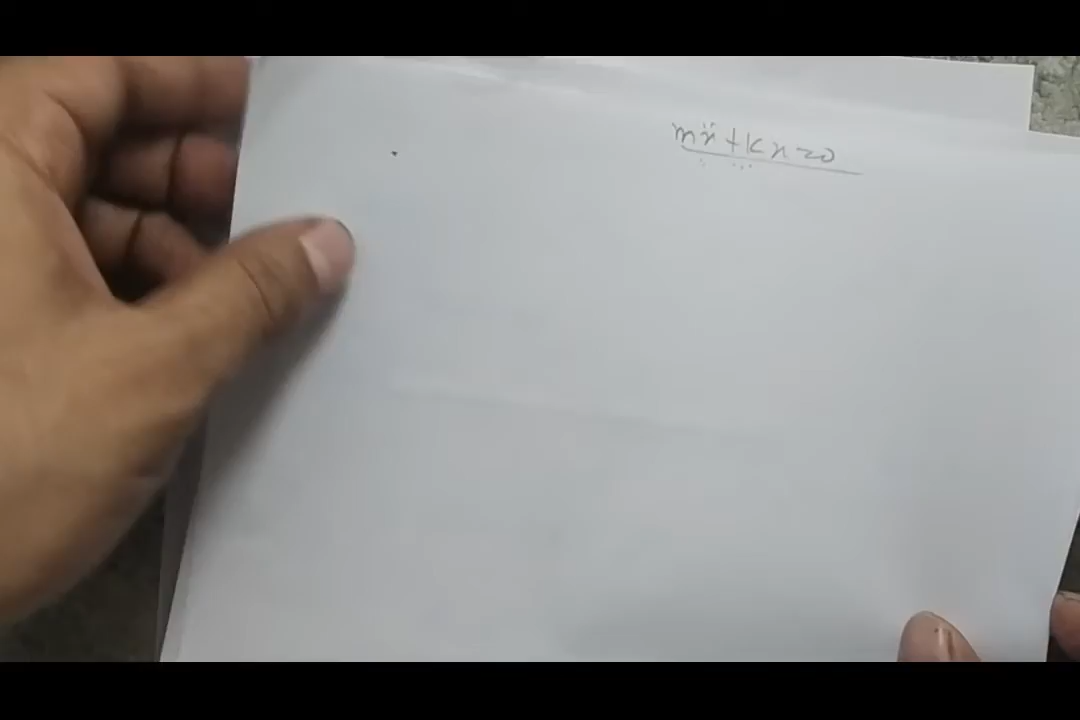 mẍ + kx = 0